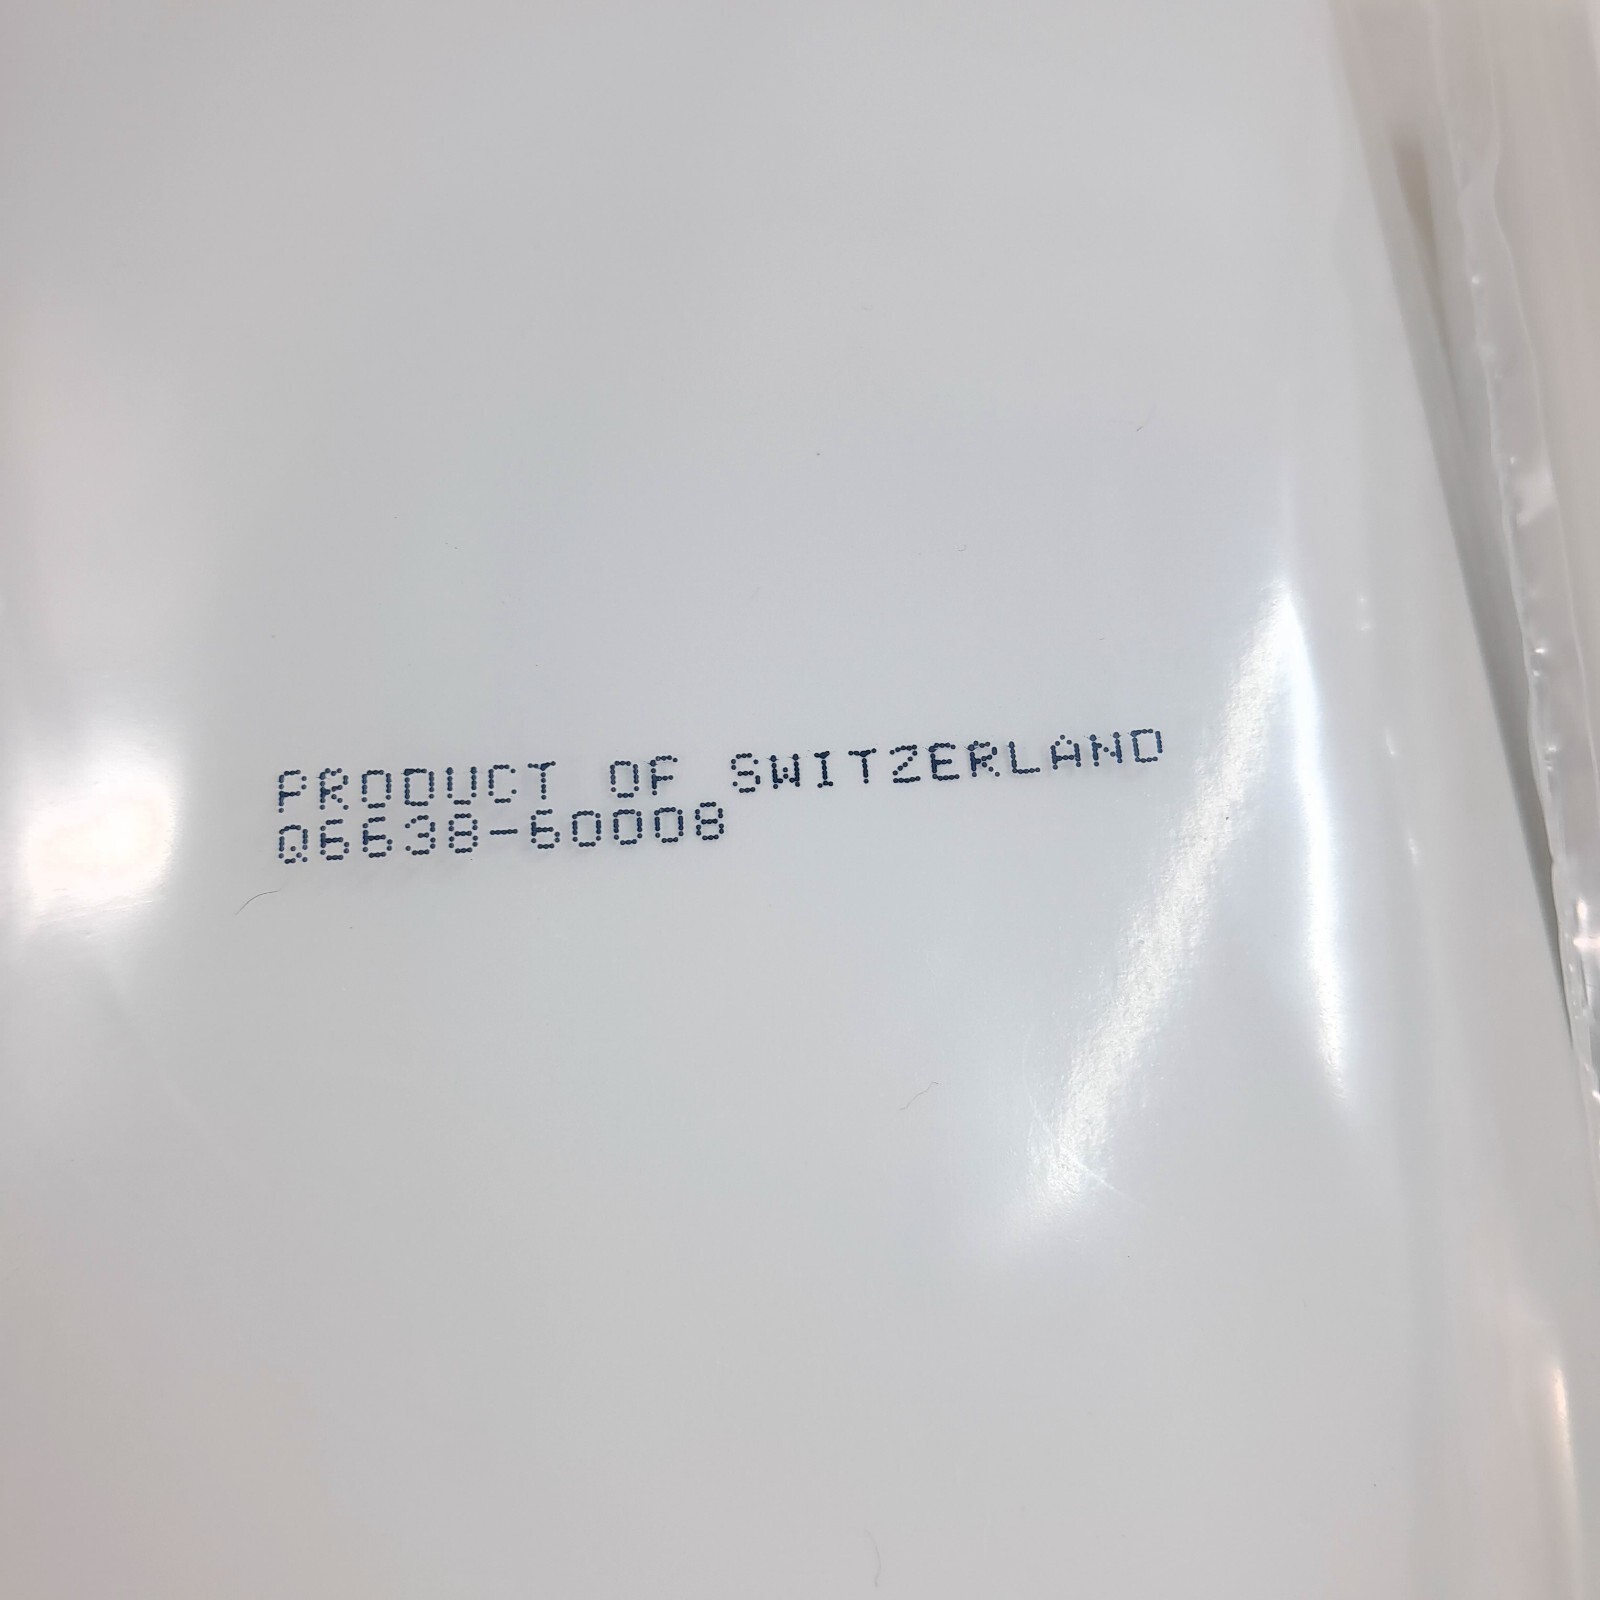 PRODUCT OF SWITZERLAND
Q6638-60008